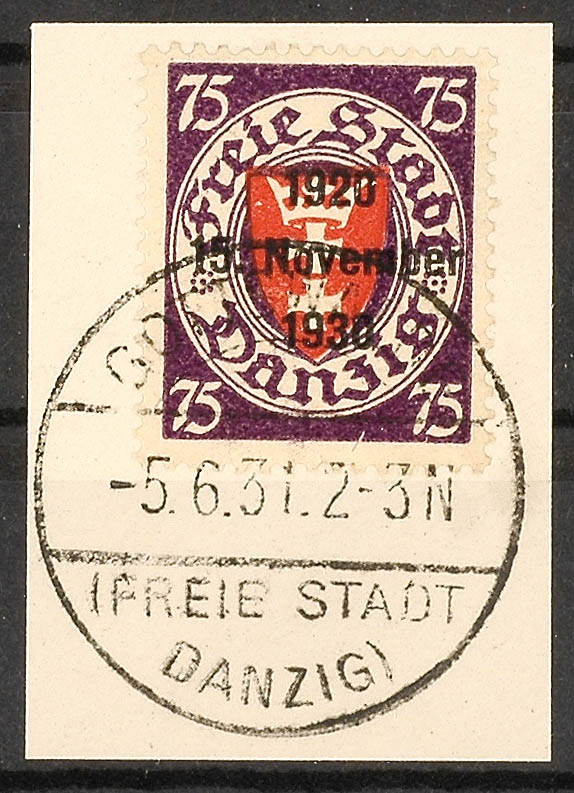 75 75
Freie Stadt
1920
15. November
1930
Danzig
75 75
-5.6.31.2-3N
(FREIE STADT
DANZIG)